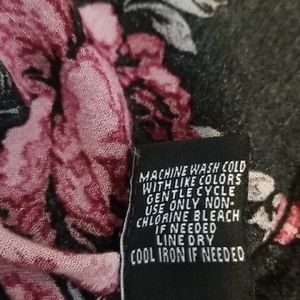 MACHINE WASH COLD
WITH LIKE COLORS
GENTLE CYCLE
USE ONLY NON-
CHLORINE BLEACH
IF NEEDED
LINE DRY
COOL IRON IF NEEDED